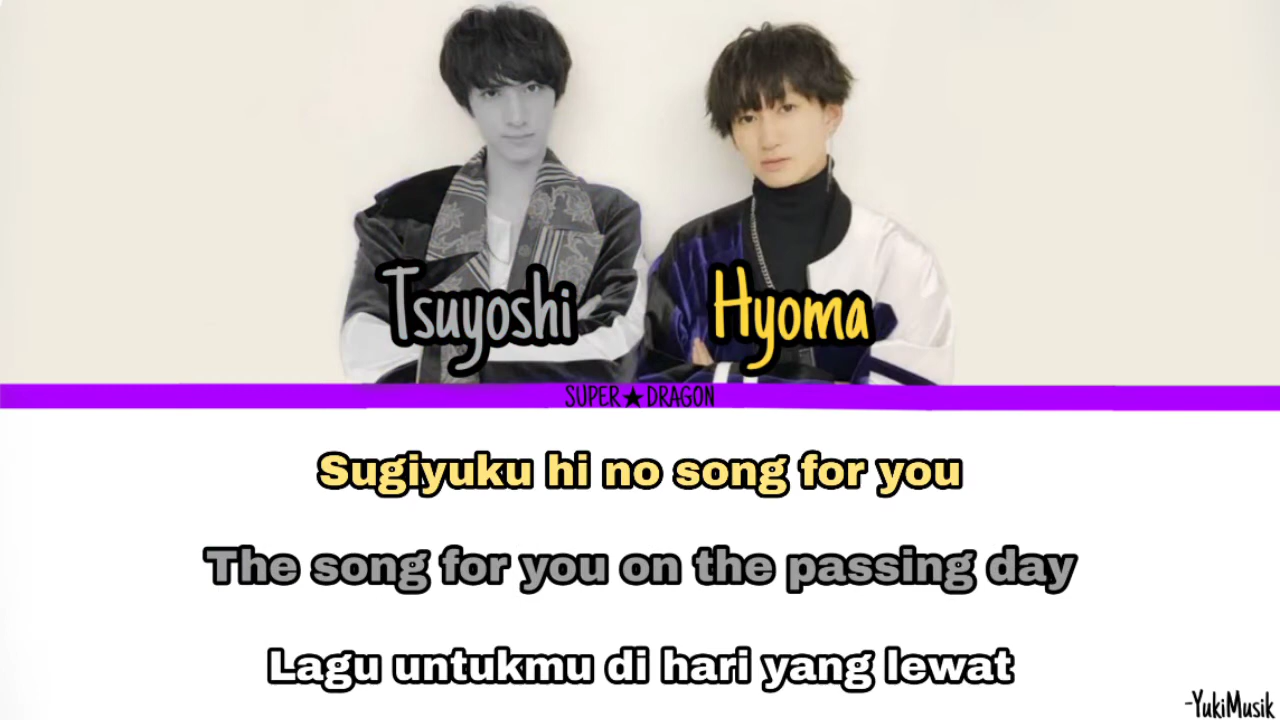 Tsuyoshi
Hyoma
SUPER★DRAGON
Sugiyuku hi no song for you
The song for you on the passing day
Lagu untukmu di hari yang lewat
-YukiMusik